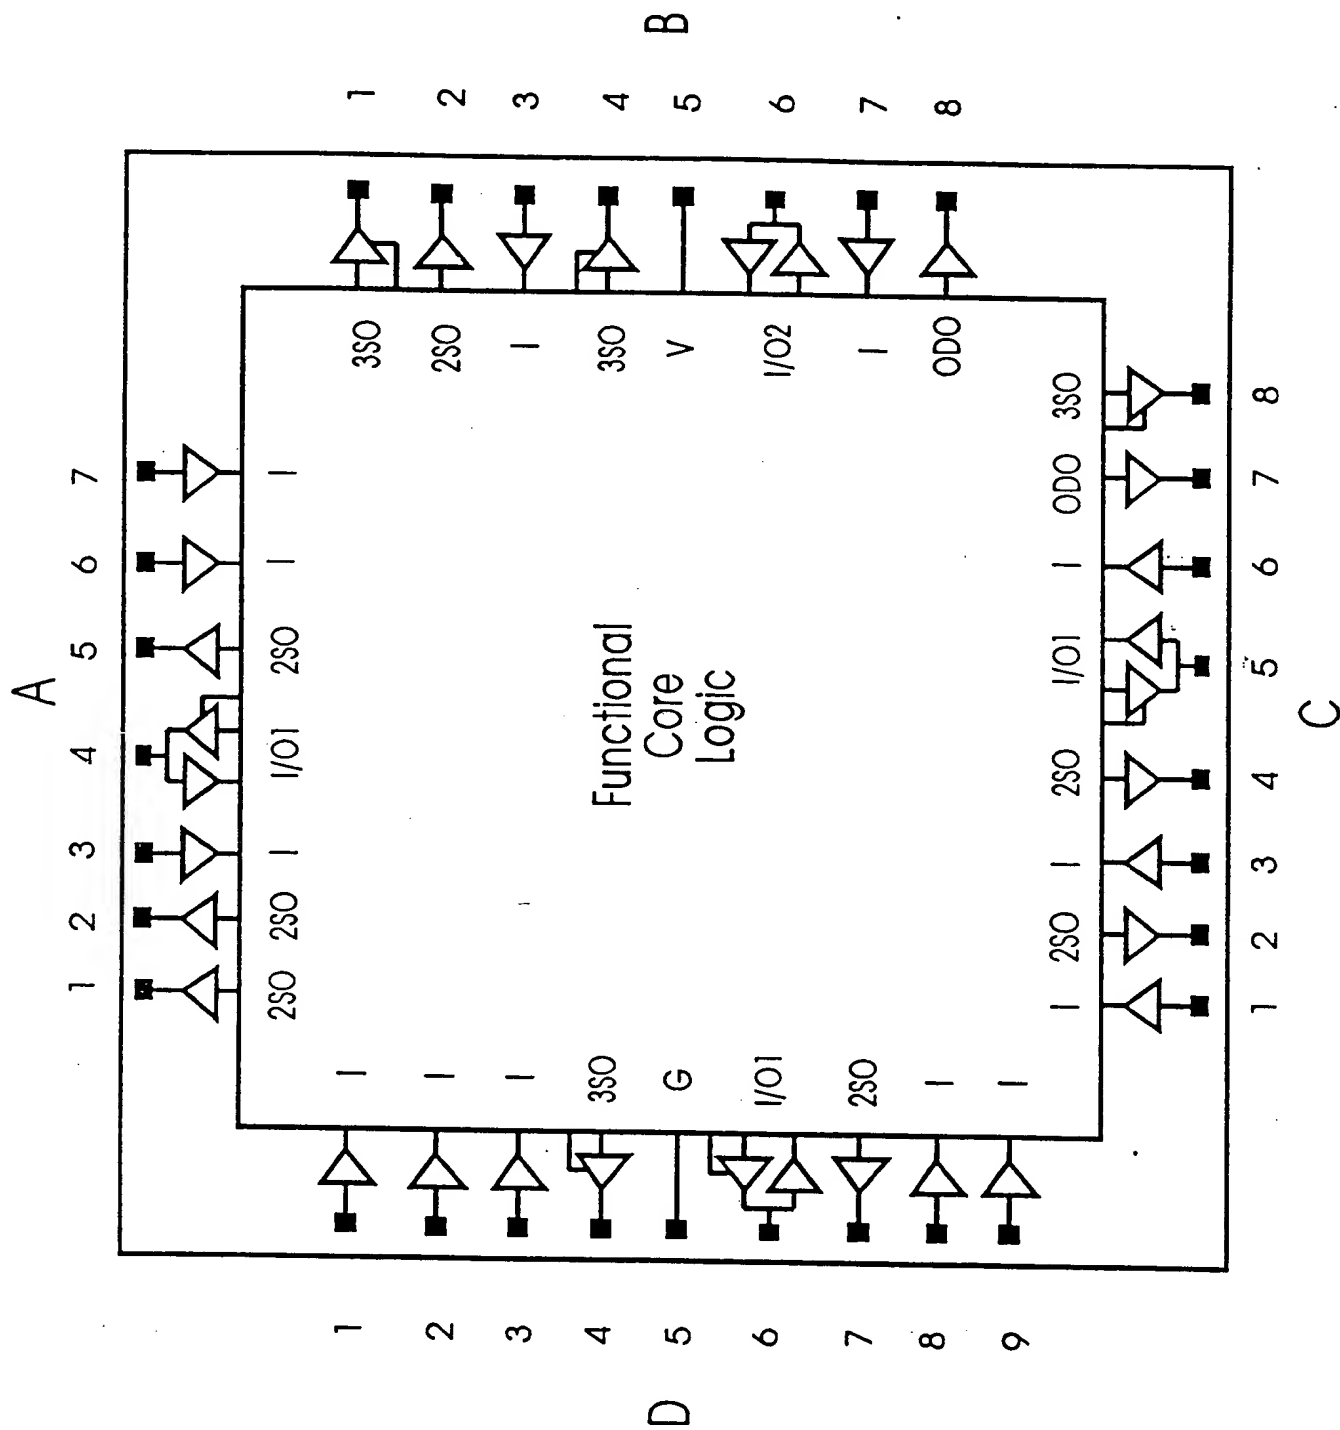 A
1 2 3 4 5 6 7
2SO 2SO I I/O1 2SO I I
B
1 2 3 4 5 6 7 8
3SO 2SO I 3SO V I/O2 I ODO
Functional
Core
Logic
I 2SO I 2SO I/O1 I ODO 3SO
1 2 3 4 5 6 7 8
C
I I I 3SO G I/O1 2SO I I
1 2 3 4 5 6 7 8 9
D